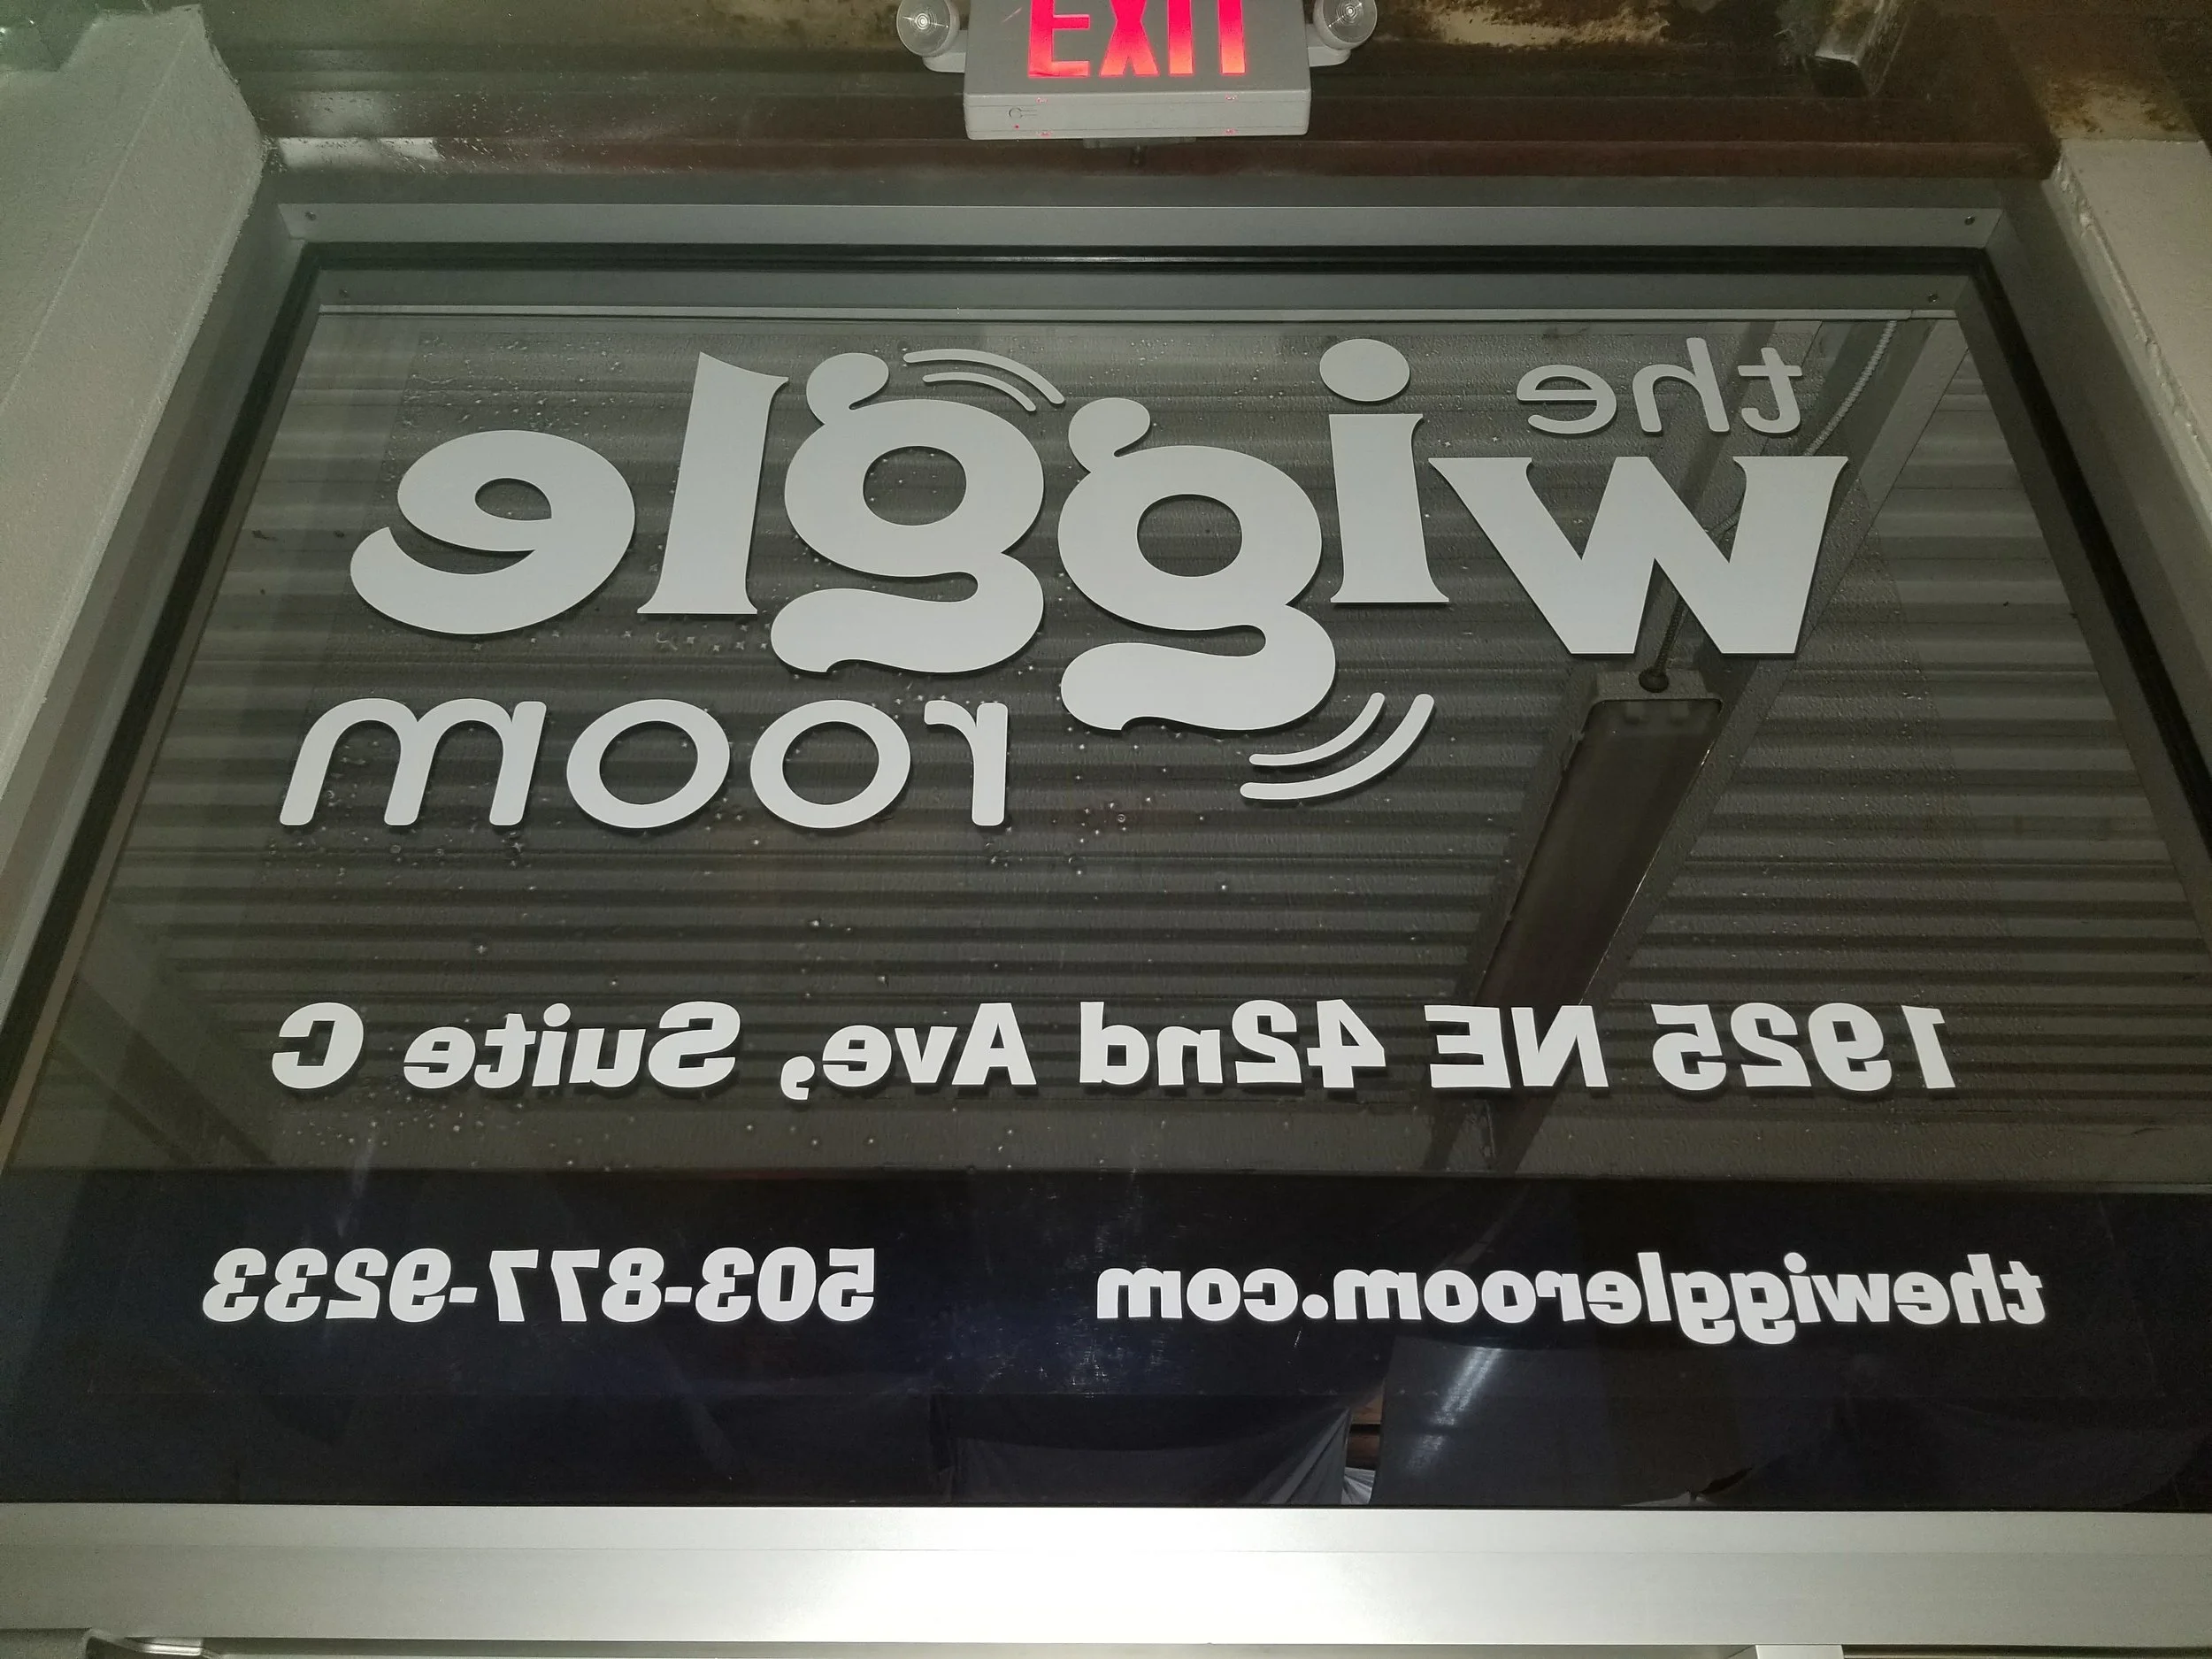 EXIT
the
wiggle
room
1925 NE 42nd Ave, Suite C
thewiggleroom.com 503-877-9233